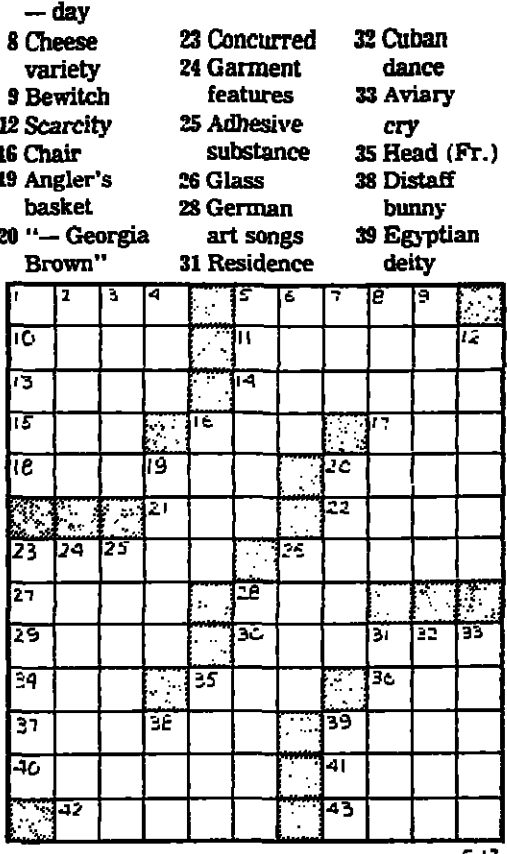 — day
8 Cheese
variety
9 Bewitch
12 Scarcity
16 Chair
19 Angler's
basket
20 “— Georgia
Brown”
23 Concurred
24 Garment
features
25 Adhesive
substance
26 Glass
28 German
art songs
31 Residence
32 Cuban
dance
33 Aviary
cry
35 Head (Fr.)
38 Distaff
bunny
39 Egyptian
deity
1 2 3 4 5 6 7 8 9
10 11 12
13 14
15 16 17
18 19 20
21 22
23 24 25 26
27 28
29 30 31 32 33
34 35 36
37 38 39
40 41
42 43